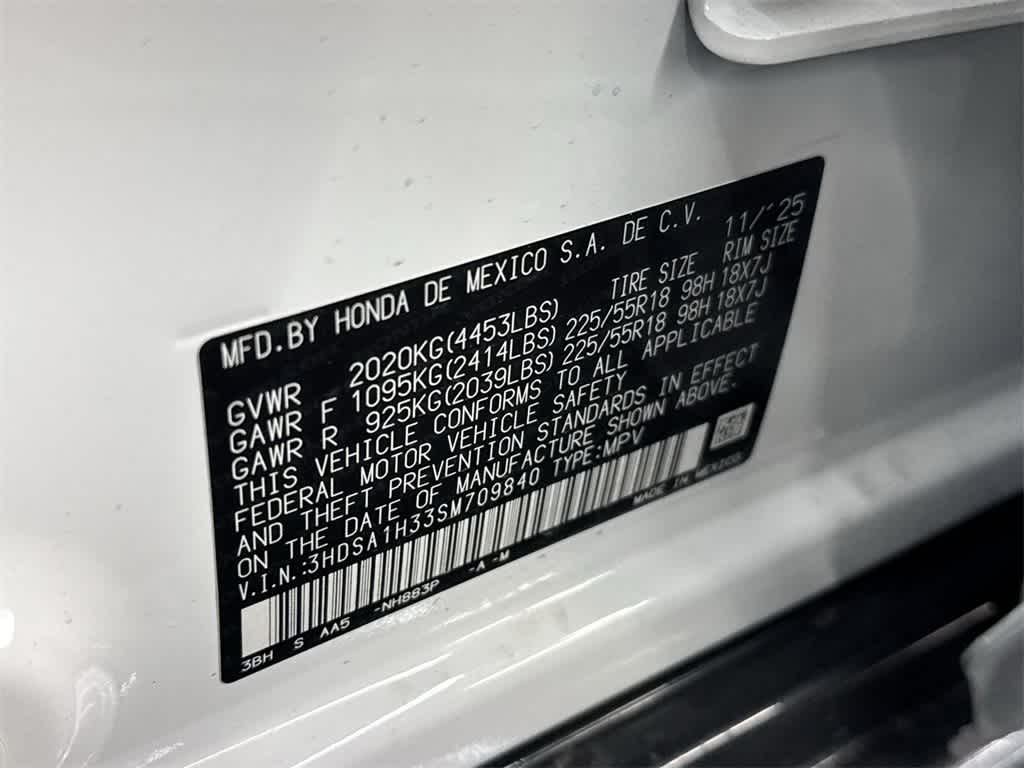 MFD.BY HONDA DE MEXICO S.A. DE C.V. 11/´25
TIRE SIZE RIM SIZE
GVWR 2020KG(4453LBS)
GAWR F 1095KG(2414LBS) 225/55R18 98H 18X7J
GAWR R 925KG(2039LBS) 225/55R18 98H 18X7J
THIS VEHICLE CONFORMS TO ALL APPLICABLE
FEDERAL MOTOR VEHICLE SAFETY
AND THEFT PREVENTION STANDARDS IN EFFECT
ON THE DATE OF MANUFACTURE SHOWN ABOVE.
V.I.N.:3HDSA1H33SM709840 TYPE:MPV
3BH S AA5 -NH883P -A -M MADE IN MEXICO